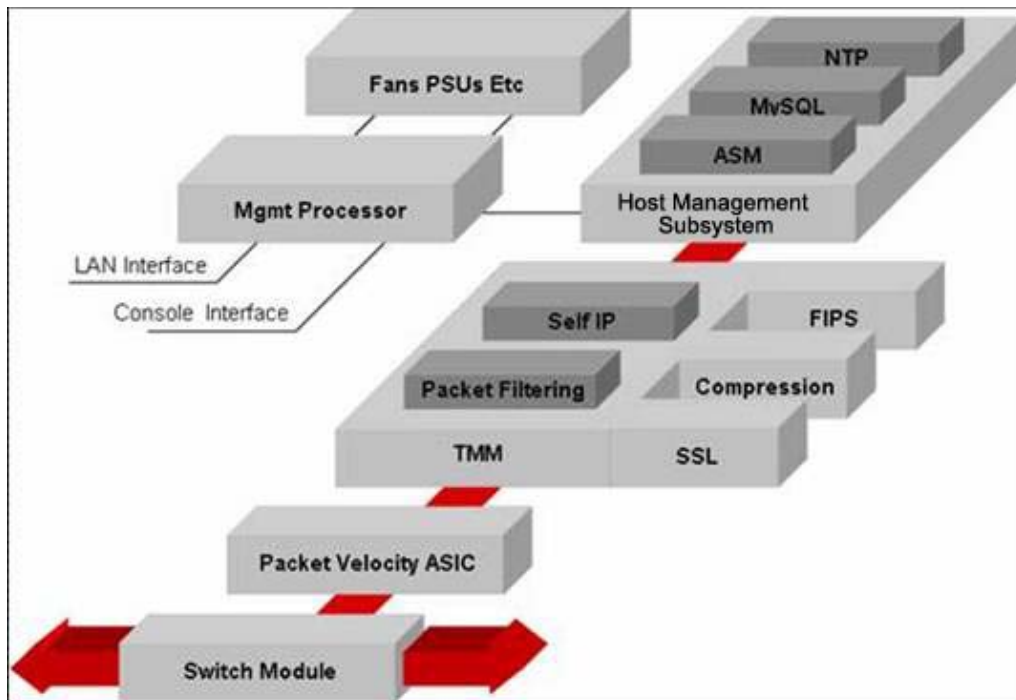 Fans PSUs Etc
NTP
MySQL
ASM
Mgmt Processor
Host Management
Subsystem
LAN Interface
Console Interface
Self IP
FIPS
Packet Filtering
Compression
TMM
SSL
Packet Velocity ASIC
Switch Module